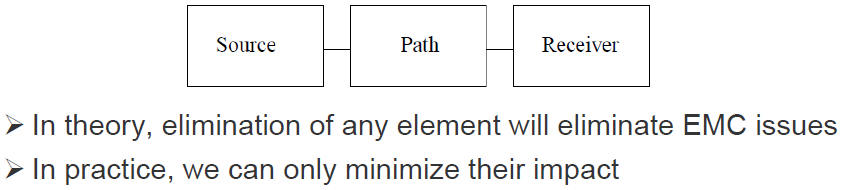 Source Path Receiver
➢ In theory, elimination of any element will eliminate EMC issues
➢ In practice, we can only minimize their impact